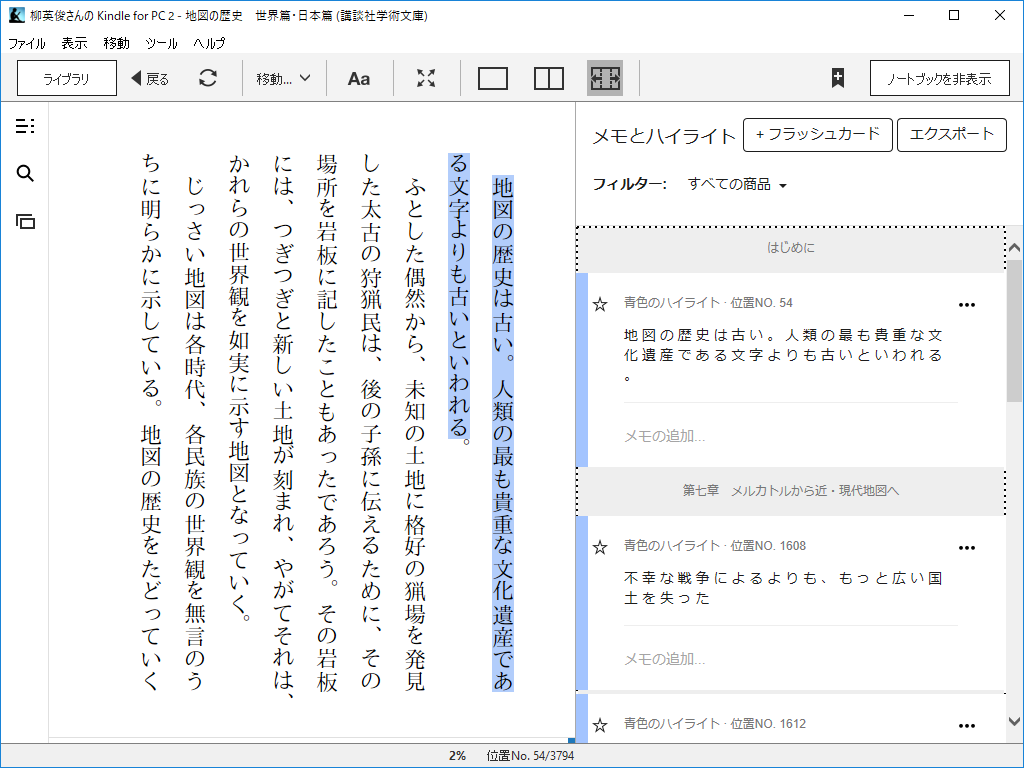 柳英俊さんの Kindle for PC 2 - 地図の歴史　世界篇・日本篇 (講談社学術文庫)
ファイル 表示 移動 ツール ヘルプ
ライブラリ 戻る 移動... Aa ノートブックを非表示
地図の歴史は古い。人類の最も貴重な文化遺産であ
る文字よりも古いといわれる。
ふとした偶然から、未知の土地に格好の猟場を発見
した太古の狩猟民は、後の子孫に伝えるために、その
場所を岩板に記したこともあったであろう。その岩板
には、つぎつぎと新しい土地が刻まれ、やがてそれは、
かれらの世界観を如実に示す地図となっていく。
じっさい地図は各時代、各民族の世界観を無言のう
ちに明らかに示している。地図の歴史をたどっていく
メモとハイライト + フラッシュカード エクスポート
フィルター: すべての商品
はじめに
青色のハイライト · 位置NO. 54
地図の歴史は古い。人類の最も貴重な文
化遺産である文字よりも古いといわれる
。
メモの追加...
第七章　メルカトルから近・現代地図へ
青色のハイライト · 位置NO. 1608
不幸な戦争によるよりも、もっと広い国
土を失った
メモの追加...
青色のハイライト · 位置NO. 1612
2% 位置No. 54/3794